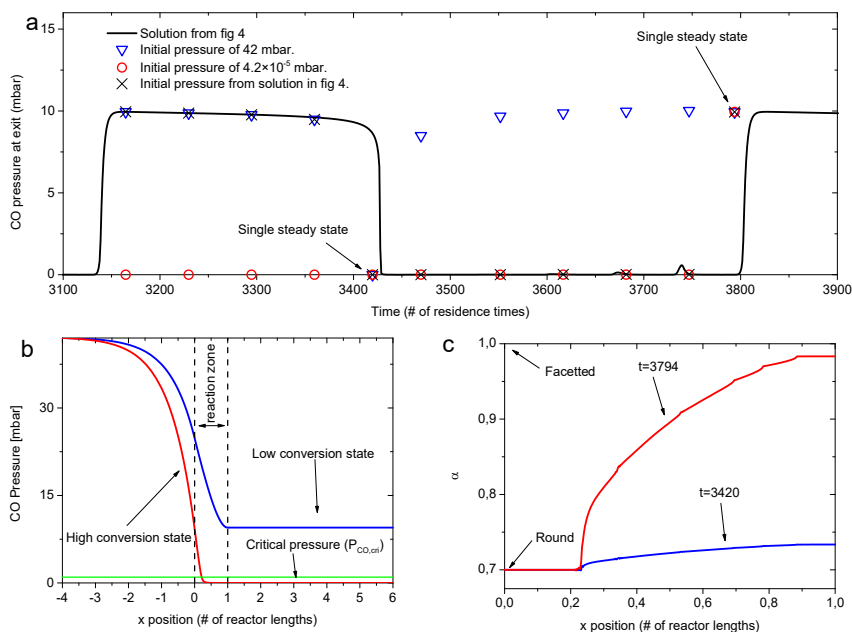 a
Solution from fig 4
Initial pressure of 42 mbar.
Initial pressure of 4.2×10⁻⁵ mbar.
Initial pressure from solution in fig 4.
Single steady state
Single steady state
CO pressure at exit (mbar)
15
10
5
0
3100 3200 3300 3400 3500 3600 3700 3800 3900
Time (# of residence times)
b
reaction zone
Low conversion state
High conversion state
Critical pressure (P_CO,cri)
CO Pressure [mbar]
30
15
0
-4 -3 -2 -1 0 1 2 3 4 5 6
x position (# of reactor lengths)
c
Facetted
t=3794
t=3420
Round
α
1,0
0,9
0,8
0,7
0,0 0,2 0,4 0,6 0,8 1,0
x position (# of reactor lengths)